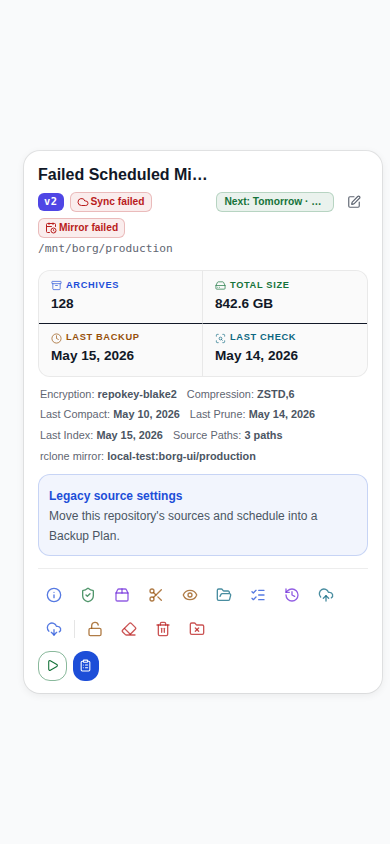 Failed Scheduled Mi…
v2 Sync failed Next: Tomorrow · …
Mirror failed
/mnt/borg/production
ARCHIVES TOTAL SIZE
128 842.6 GB
LAST BACKUP LAST CHECK
May 15, 2026 May 14, 2026
Encryption: repokey-blake2 Compression: ZSTD,6
Last Compact: May 10, 2026 Last Prune: May 14, 2026
Last Index: May 15, 2026 Source Paths: 3 paths
rclone mirror: local-test:borg-ui/production
Legacy source settings
Move this repository's sources and schedule into a
Backup Plan.